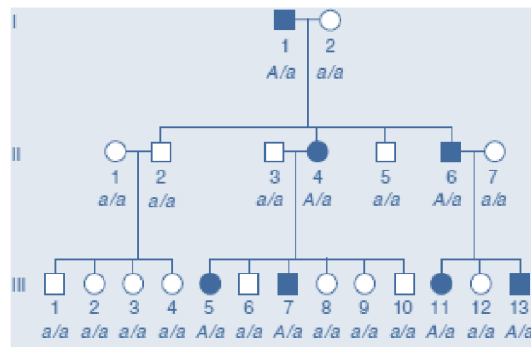 I
1 2
A/a a/a
II
1 2 3 4 5 6 7
a/a a/a a/a A/a a/a A/a a/a
III
1 2 3 4 5 6 7 8 9 10 11 12 13
a/a a/a a/a a/a A/a a/a A/a a/a a/a a/a A/a a/a A/a